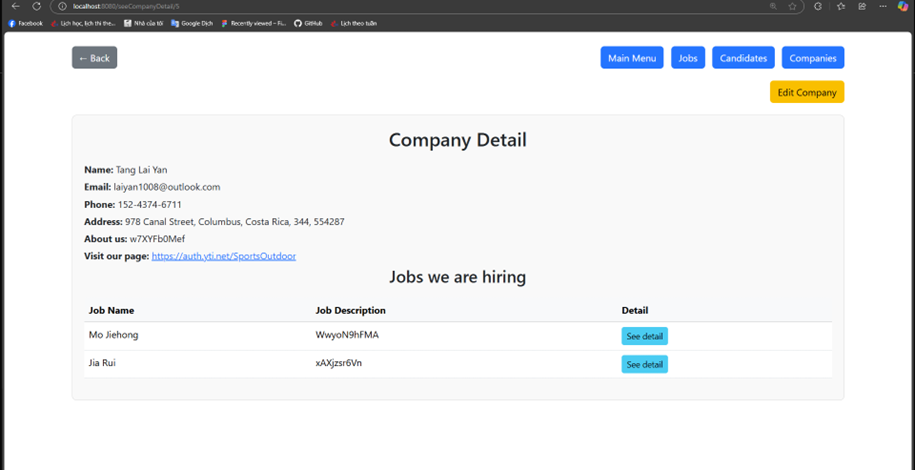 localhost:8088/seeCompanyDetail/5
Facebook Lịch học, lịch thi the... Nhà của tôi Google Dịch Recently viewed – Fi... GitHub Lịch theo tuần
← Back Main Menu Jobs Candidates Companies
Edit Company
Company Detail
Name: Tang Lai Yan
Email: laiyan1008@outlook.com
Phone: 152-4374-6711
Address: 978 Canal Street, Columbus, Costa Rica, 344, 554287
About us: w7XYFb0Mef
Visit our page: https://auth.yti.net/SportsOutdoor
Jobs we are hiring
Job Name Job Description Detail
Mo Jiehong WwyoN9hFMA See detail
Jia Rui xAXjzsr6Vn See detail